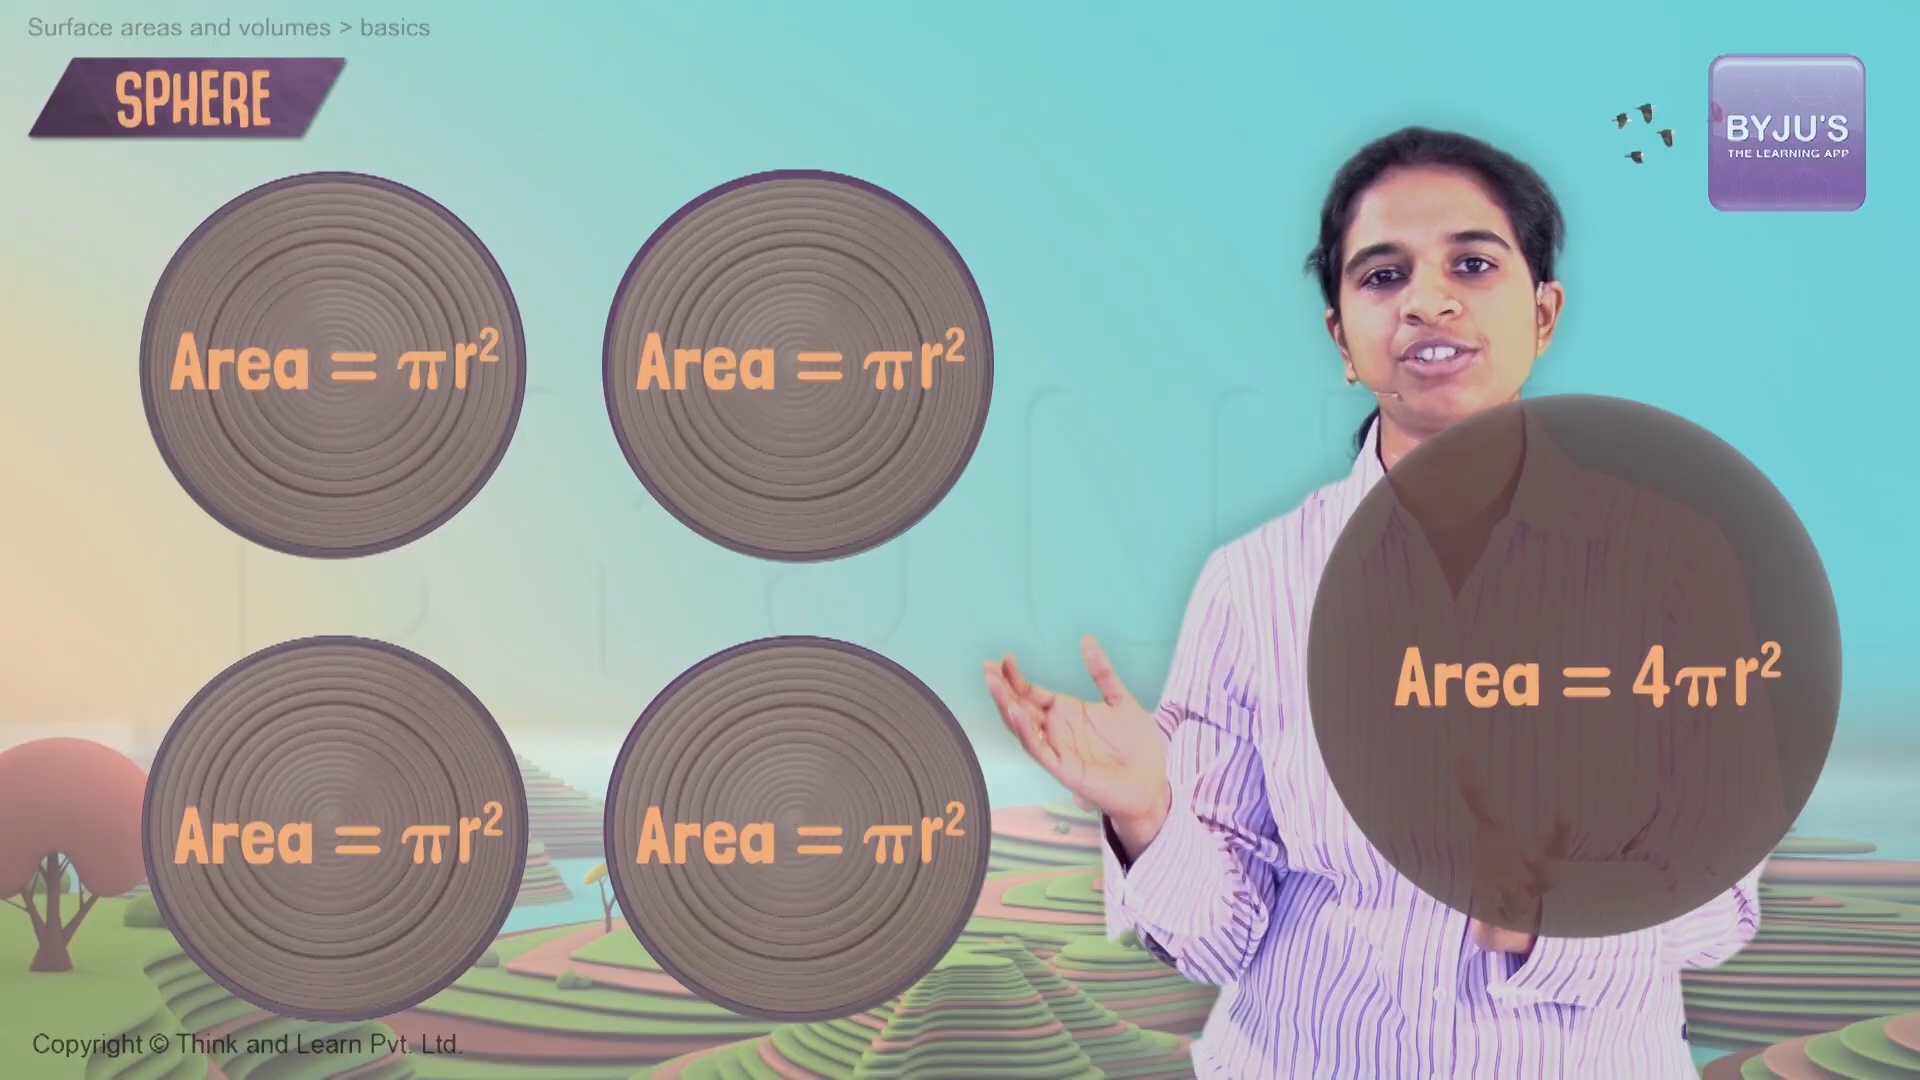 Surface areas and volumes > basics
SPHERE
BYJU'S
THE LEARNING APP
Area = πr²
Area = πr²
Area = 4πr²
Area = πr²
Area = πr²
Copyright © Think and Learn Pvt. Ltd.